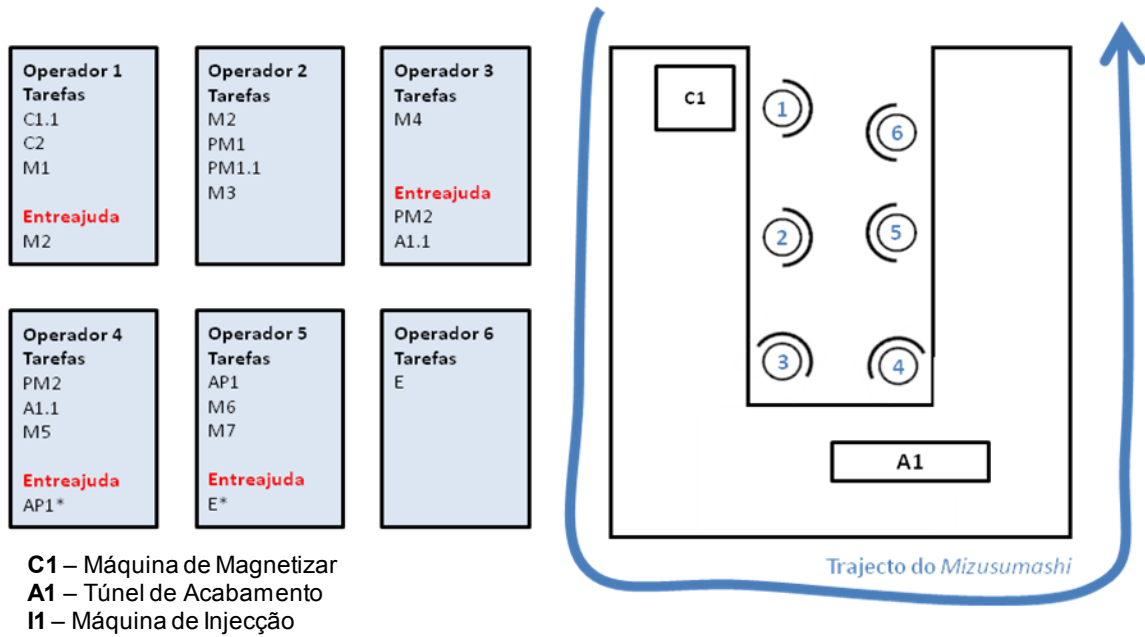 Operador 1
Tarefas
C1.1
C2
M1
Entreajuda
M2
Operador 2
Tarefas
M2
PM1
PM1.1
M3
Operador 3
Tarefas
M4
Entreajuda
PM2
A1.1
Operador 4
Tarefas
PM2
A1.1
M5
Entreajuda
AP1*
Operador 5
Tarefas
AP1
M6
M7
Entreajuda
E*
Operador 6
Tarefas
E
C1 – Máquina de Magnetizar
A1 – Túnel de Acabamento
I1 – Máquina de Injecção
C1
1
6
2
5
3
4
A1
Trajecto do Mizusumashi